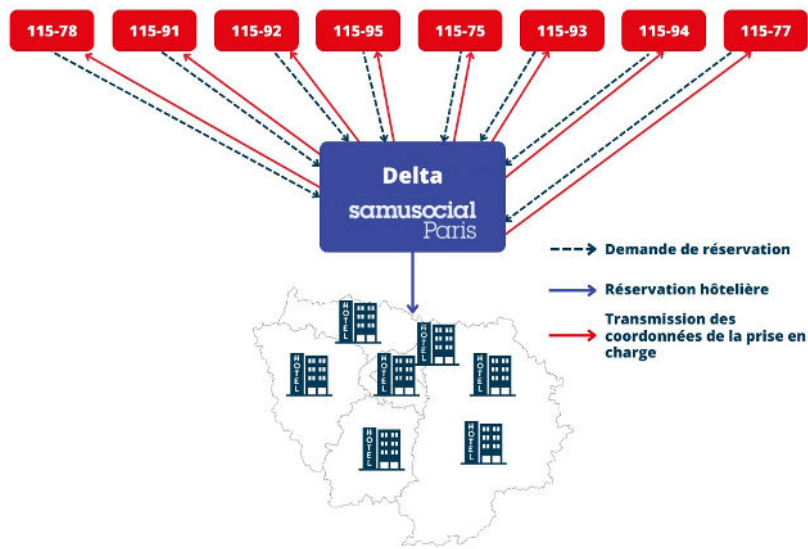 115-78
115-91
115-92
115-95
115-75
115-93
115-94
115-77
Delta
samusocial
Paris
Demande de réservation
Réservation hôtelière
Transmission des
coordonnées de la prise en
charge
HOTEL
HOTEL
HOTEL
HOTEL
HOTEL
HOTEL
HOTEL